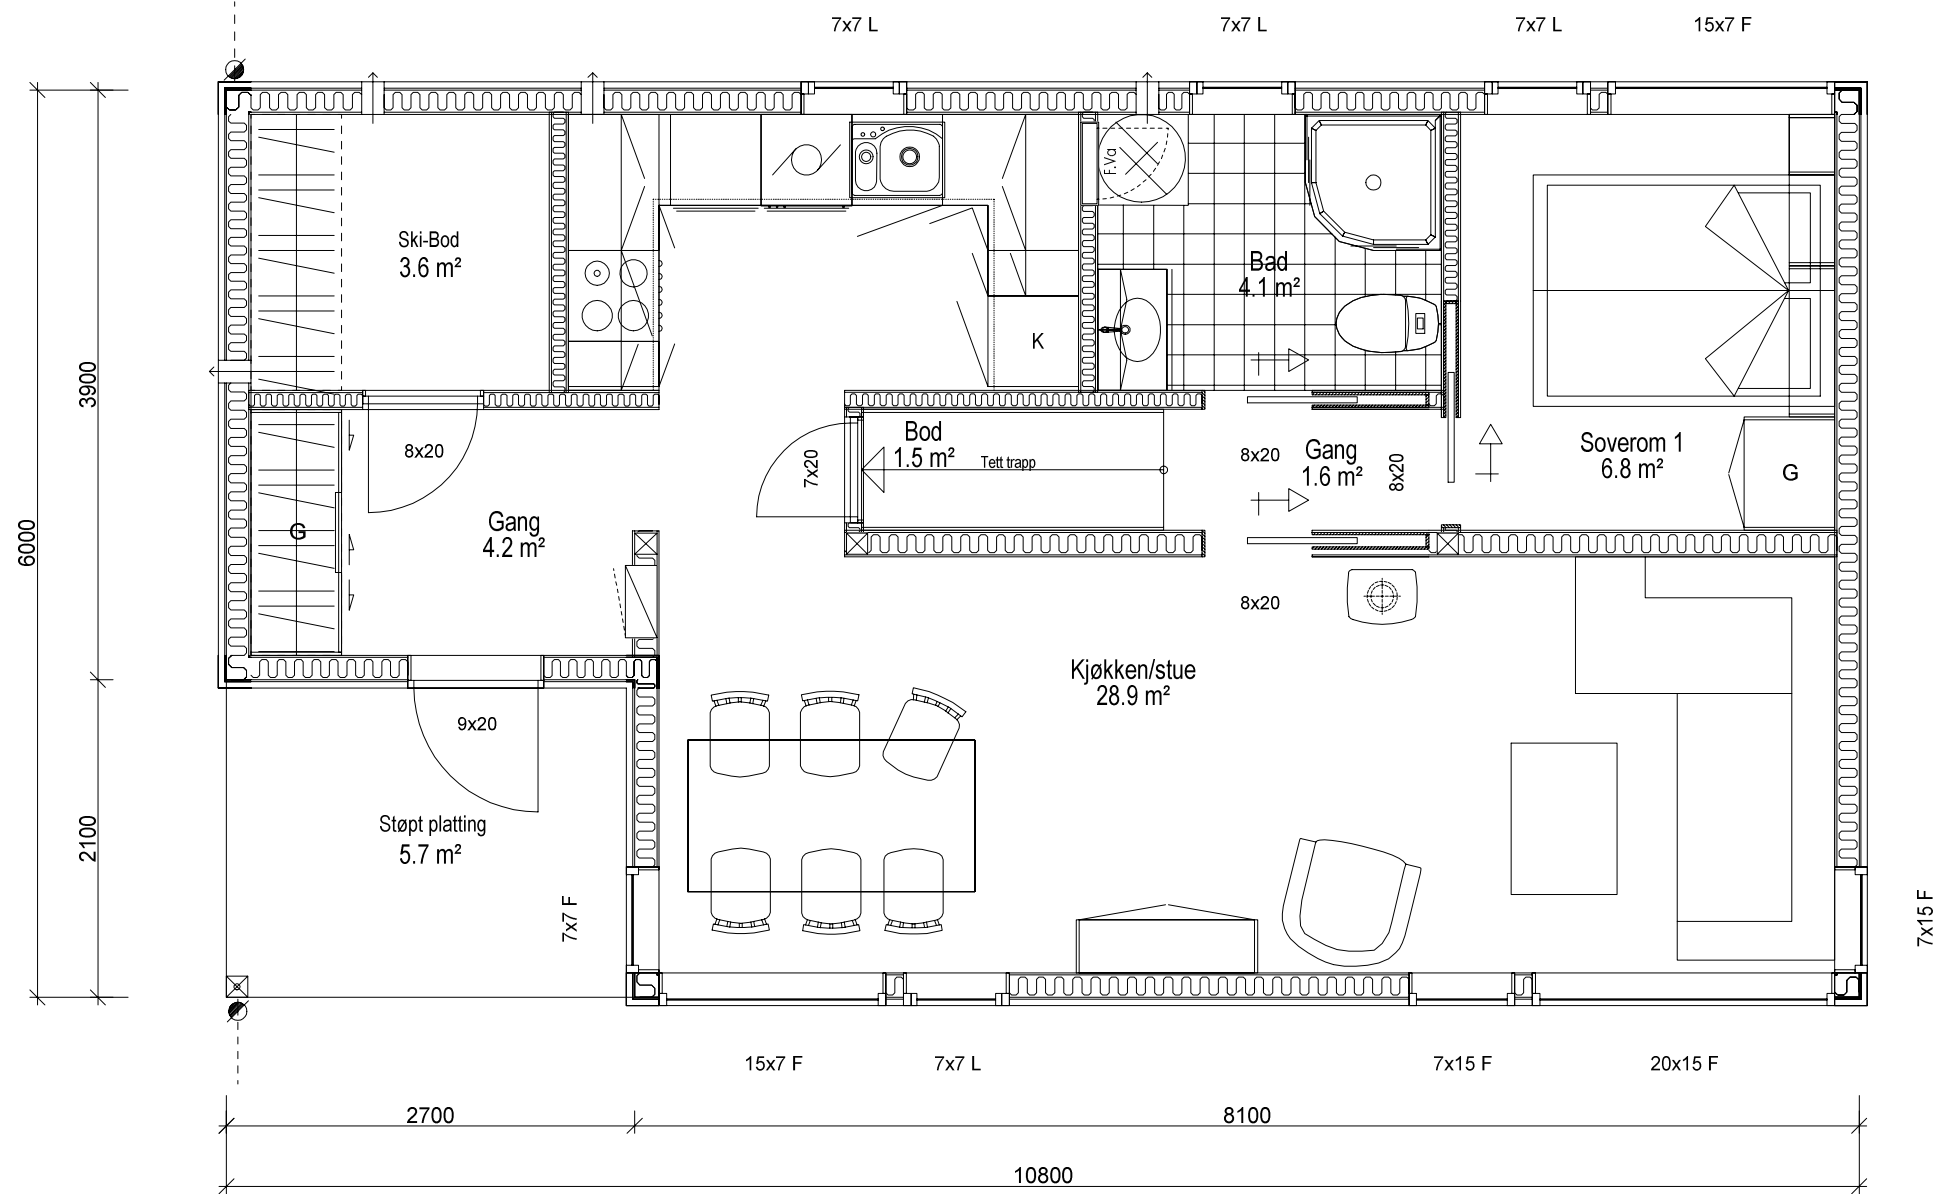 7x7 L
7x7 L
7x7 L
15x7 F
F.Va
Ski-Bod
3.6 m²
Bad
4.1 m²
K
3900
6000
8x20
Bod
1.5 m²
Tett trapp
7x20
8x20
Gang
1.6 m²
8x20
Soverom 1
6.8 m²
G
G
Gang
4.2 m²
8x20
Kjøkken/stue
28.9 m²
9x20
Støpt platting
5.7 m²
2100
7x7 F
7x15 F
15x7 F
7x7 L
7x15 F
20x15 F
2700
8100
10800